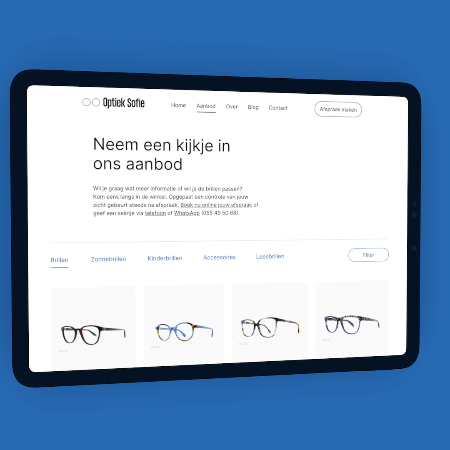 Optiek Sofie
Home Aanbod Over Blog Contact Afspraak maken
Neem een kijkje in
ons aanbod
Wil je graag wat meer informatie of wil je de brillen passen?
Kom eens langs in de winkel. Opgepast een controle van jouw
zicht gebeurt steeds na afspraak. Boek nu online jouw afspraak of
geef een seintje via telefoon of WhatsApp (055 49 50 68).
Brillen Zonnebrillen Kinderbrillen Accessoires Leesbrillen Filter